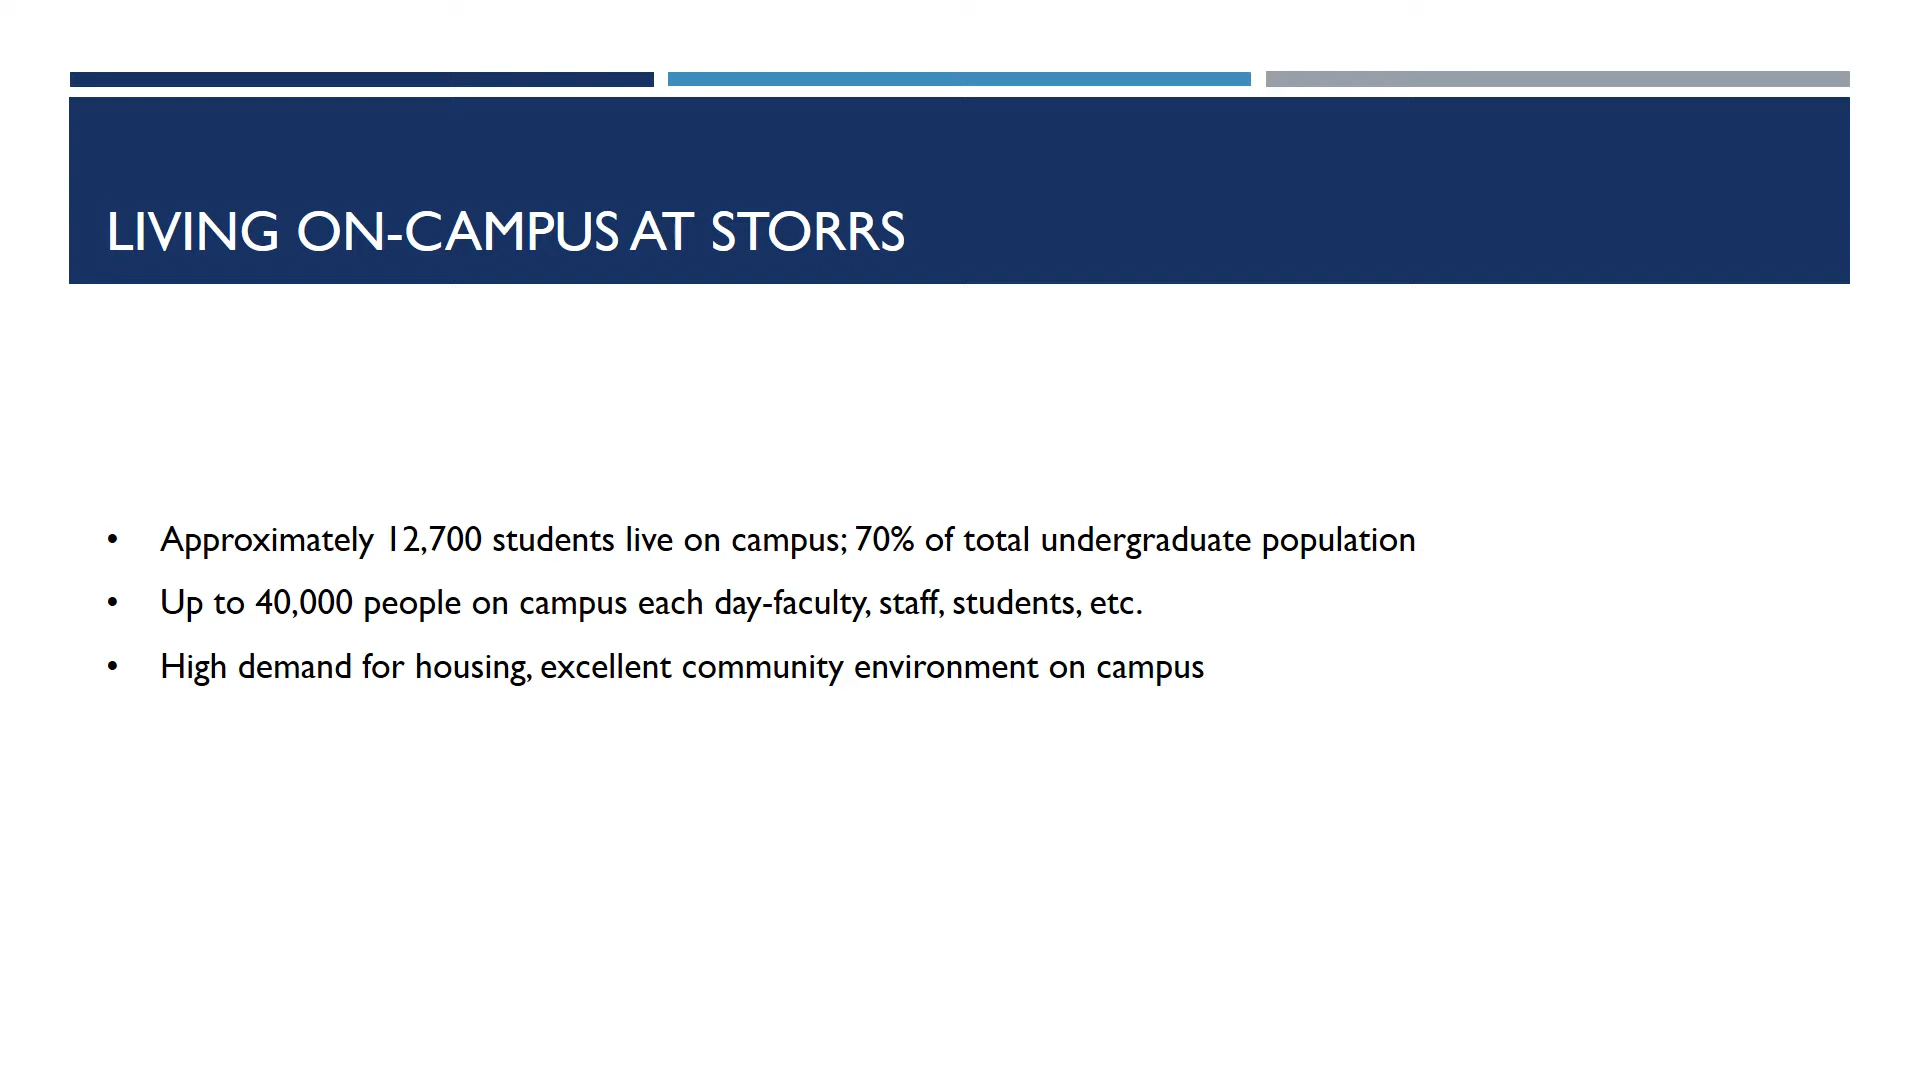 LIVING ON-CAMPUS AT STORRS
• Approximately 12,700 students live on campus; 70% of total undergraduate population
• Up to 40,000 people on campus each day-faculty, staff, students, etc.
• High demand for housing, excellent community environment on campus